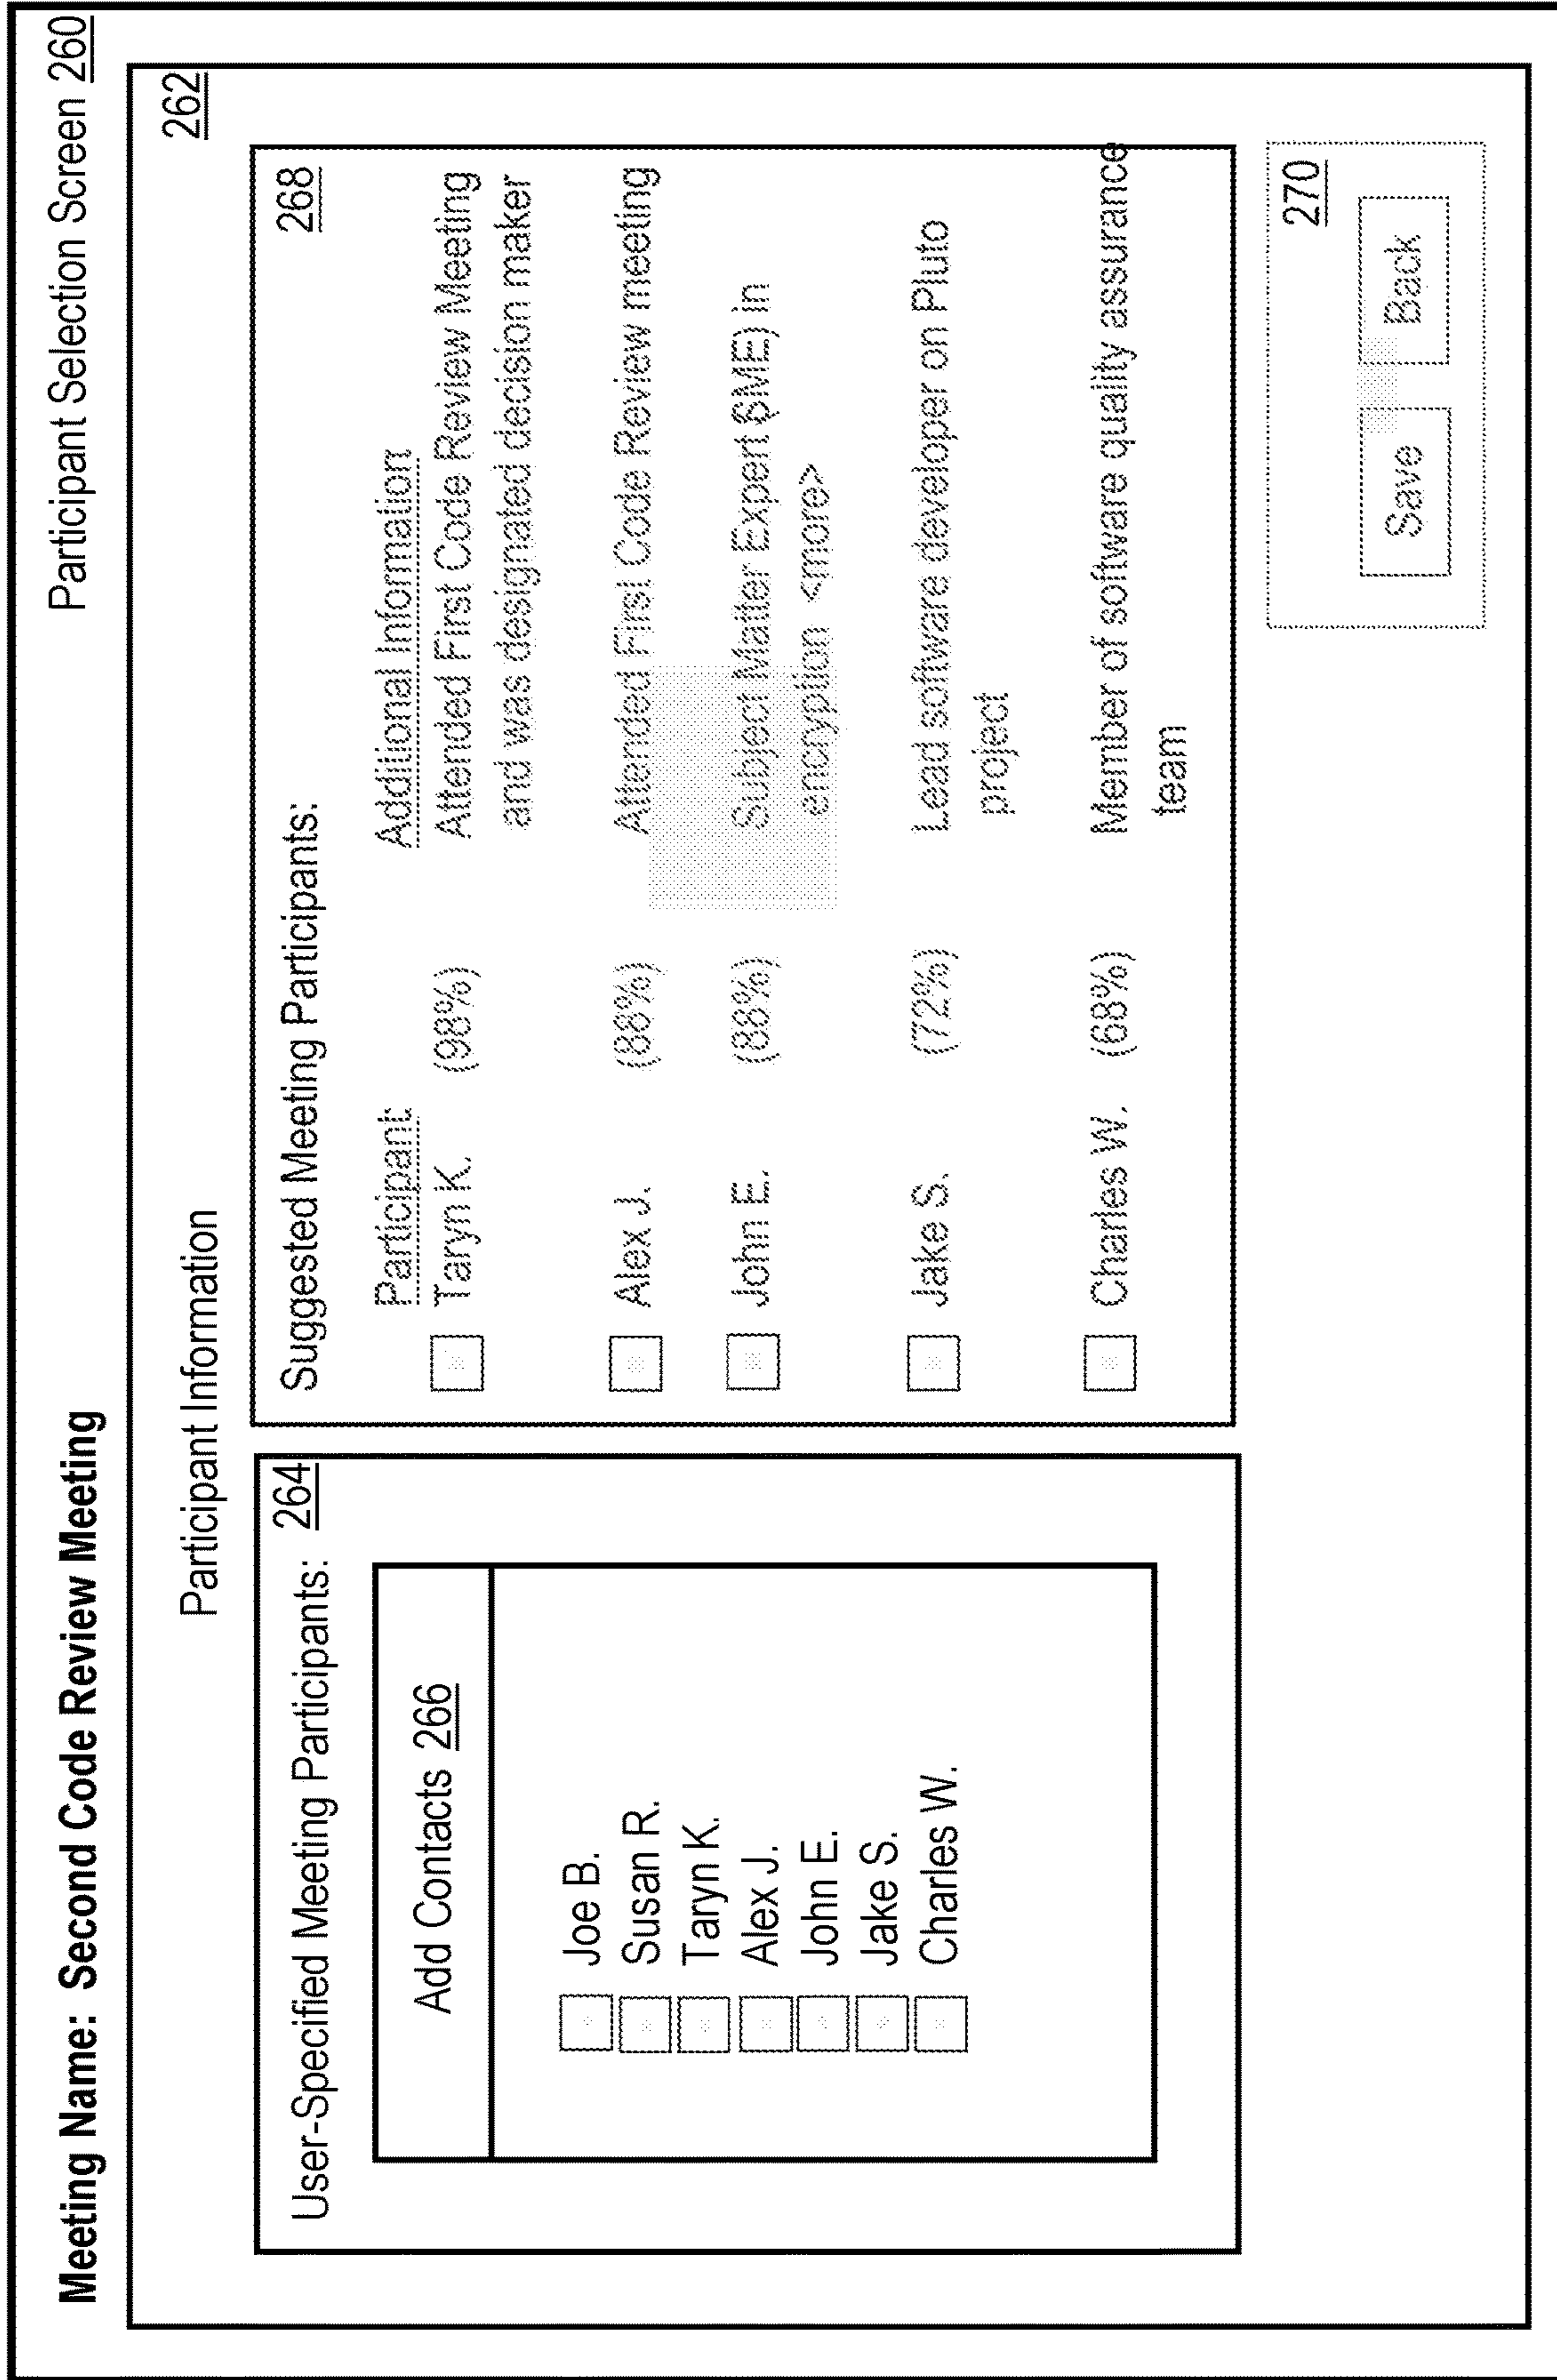 Meeting Name: Second Code Review Meeting
Participant Selection Screen 260
Participant Information
262
User-Specified Meeting Participants: 264
Add Contacts 266
Joe B.
Susan R.
Taryn K.
Alex J.
John E.
Jake S.
Charles W.
Suggested Meeting Participants:
268
Participant Additional Information
Taryn K. (98%) Attended First Code Review Meeting
and was designated decision maker
Alex J. (88%) Attended First Code Review meeting
John E. (88%) Subject Matter Expert (SME) in
encryption <more>
Jake S. (72%) Lead software developer on Pluto
project
Charles W. (68%) Member of software quality assurance
team
270
Save Back